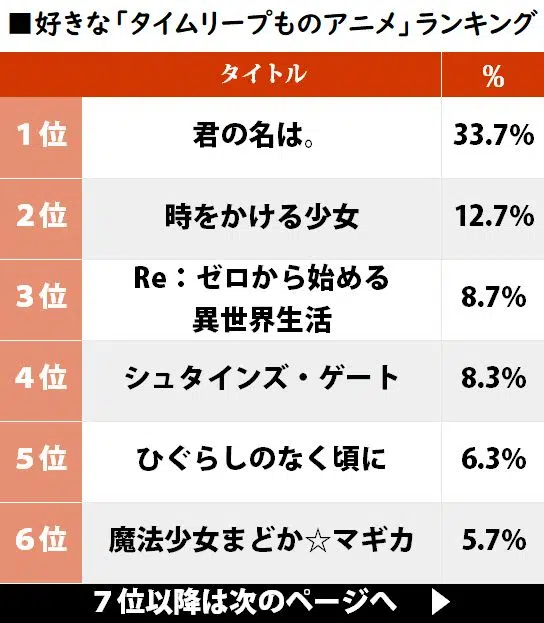 ■好きな「タイムリープものアニメ」ランキング
タイトル %
1位 君の名は。 33.7%
2位 時をかける少女 12.7%
3位 Re：ゼロから始める
異世界生活 8.7%
4位 シュタインズ・ゲート 8.3%
5位 ひぐらしのなく頃に 6.3%
6位 魔法少女まどか☆マギカ 5.7%
7位以降は次のページへ ▶